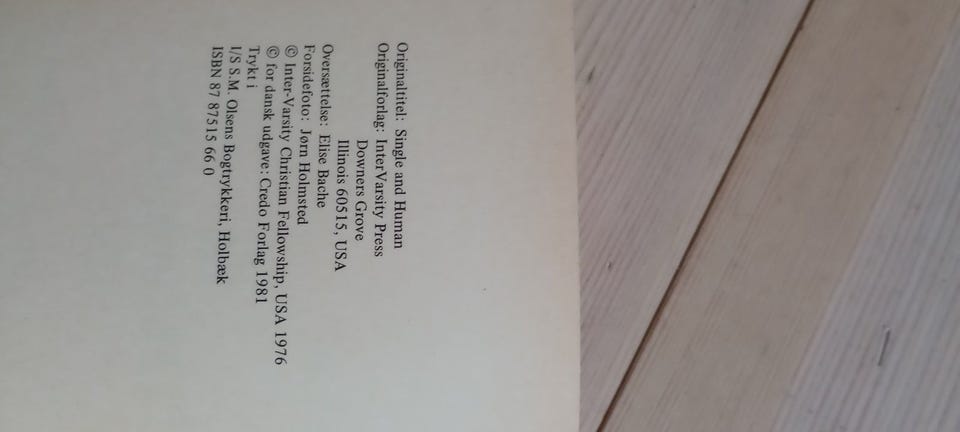 Originaltitel: Single and Human
Originalforlag: InterVarsity Press
Downers Grove
Illinois 60515, USA
Oversættelse: Elise Bache
Forsidefoto: Jørn Holmsted
© Inter-Varsity Christian Fellowship, USA 1976
© for dansk udgave: Credo Forlag 1981
Trykt i
I/S S.M. Olsens Bogtrykkeri, Holbæk
ISBN 87 87515 66 0